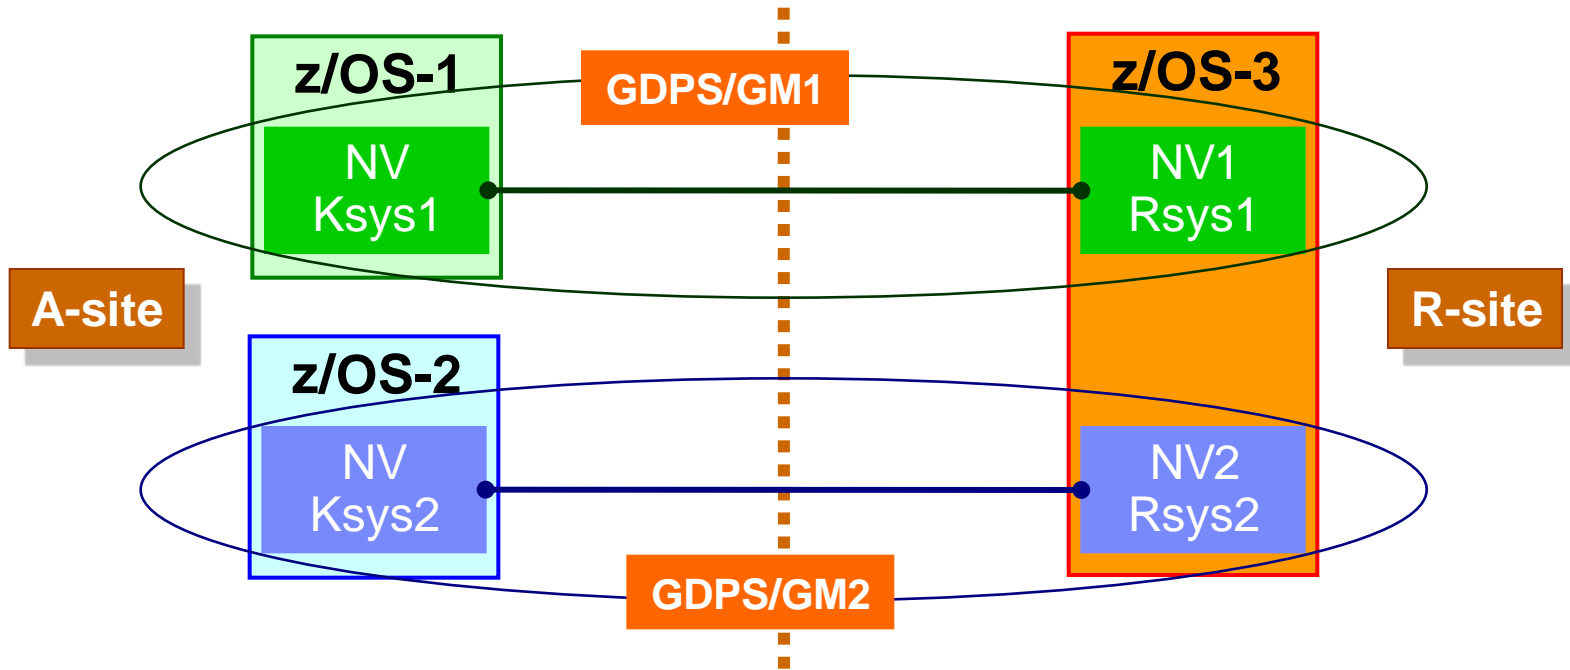 z/OS-1
GDPS/GM1
z/OS-3
NV
Ksys1
NV1
Rsys1
A-site
R-site
z/OS-2
NV
Ksys2
NV2
Rsys2
GDPS/GM2